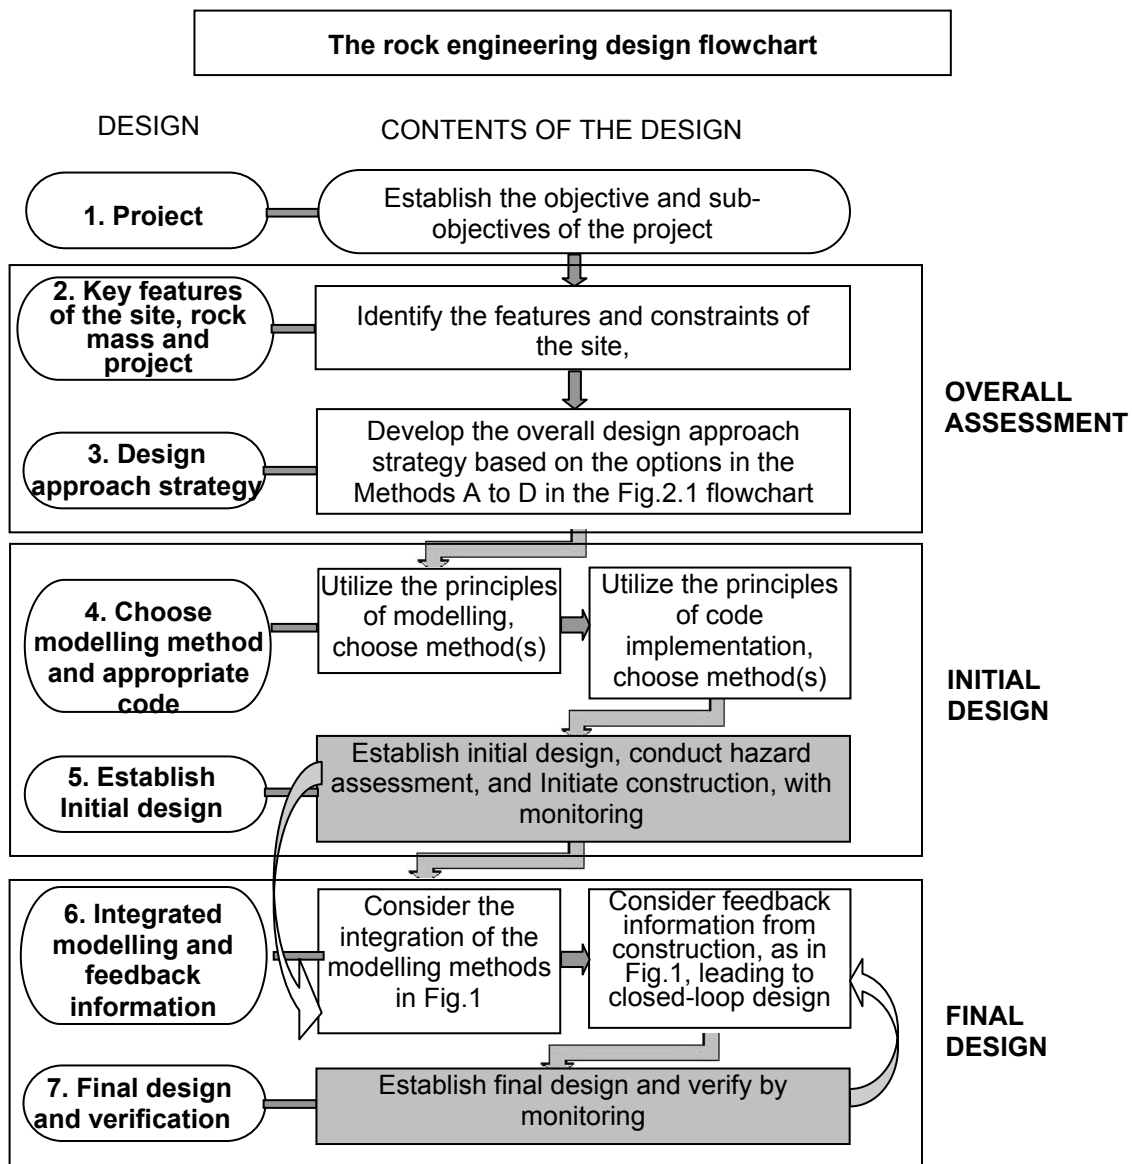 The rock engineering design flowchart
DESIGN
CONTENTS OF THE DESIGN
1. Proiect
Establish the objective and sub-
objectives of the project
2. Key features
of the site, rock
mass and
project
Identify the features and constraints of
the site,
3. Design
approach strategy
Develop the overall design approach
strategy based on the options in the
Methods A to D in the Fig.2.1 flowchart
OVERALL
ASSESSMENT
4. Choose
modelling method
and appropriate
code
Utilize the principles
of modelling,
choose method(s)
Utilize the principles
of code
implementation,
choose method(s)
5. Establish
Initial design
Establish initial design, conduct hazard
assessment, and Initiate construction, with
monitoring
INITIAL
DESIGN
6. Integrated
modelling and
feedback
information
Consider the
integration of the
modelling methods
in Fig.1
Consider feedback
information from
construction, as in
Fig.1, leading to
closed-loop design
7. Final design
and verification
Establish final design and verify by
monitoring
FINAL
DESIGN